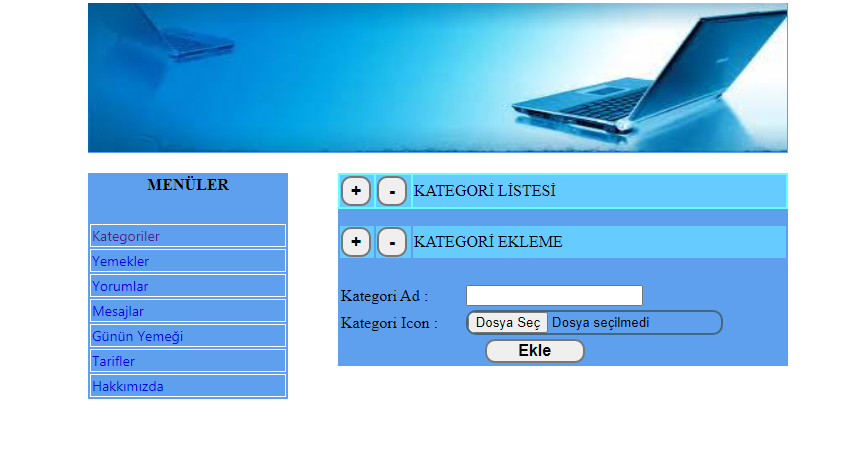 MENÜLER
Kategoriler
Yemekler
Yorumlar
Mesajlar
Günün Yemeği
Tarifler
Hakkımızda
+ - KATEGORİ LİSTESİ
+ - KATEGORİ EKLEME
Kategori Ad :
Kategori Icon : Dosya Seç Dosya seçilmedi
Ekle